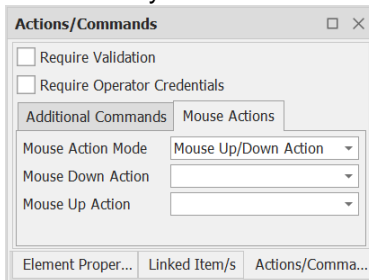 Actions/Commands
Require Validation
Require Operator Credentials
Additional Commands Mouse Actions
Mouse Action Mode Mouse Up/Down Action
Mouse Down Action
Mouse Up Action
Element Proper... Linked Item/s Actions/Comma...